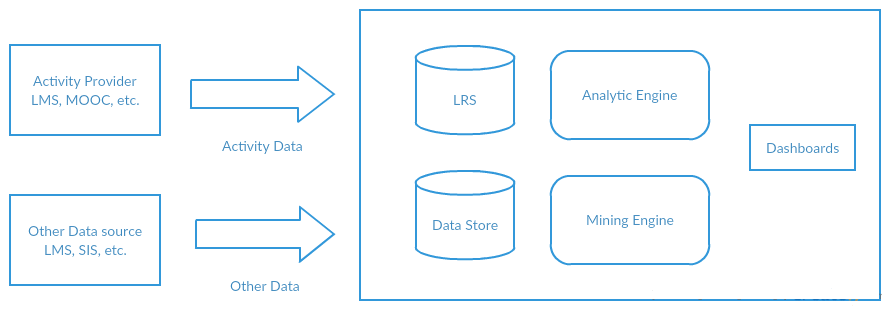 Activity Provider
LMS, MOOC, etc.
Activity Data
Other Data source
LMS, SIS, etc.
Other Data
LRS
Analytic Engine
Data Store
Mining Engine
Dashboards